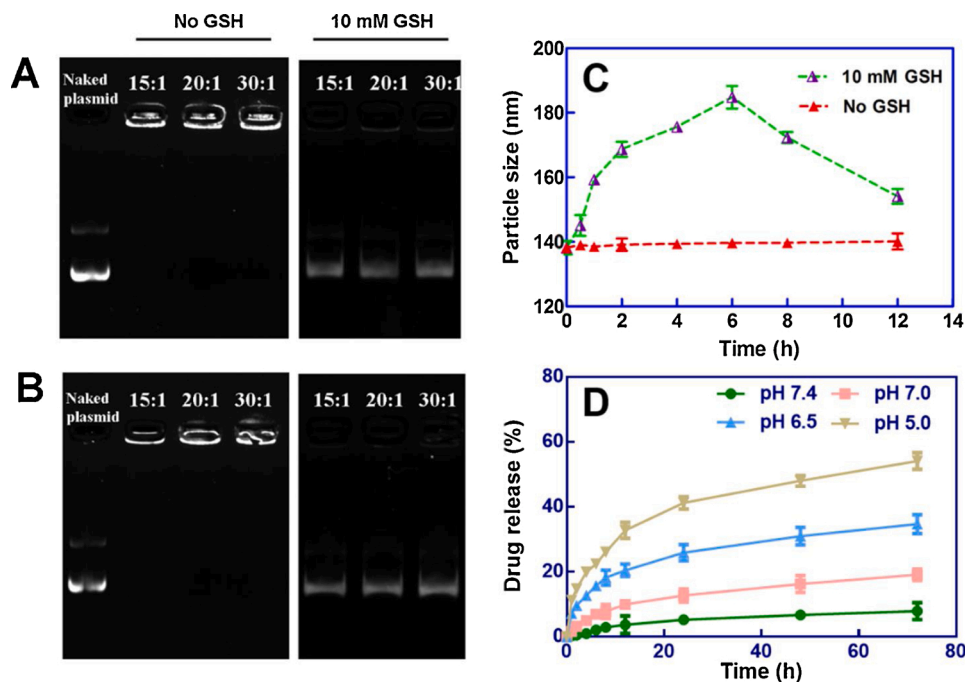 No GSH
10 mM GSH
A
Naked
plasmid
15:1 20:1 30:1
15:1 20:1 30:1
B
Naked
plasmid
15:1 20:1 30:1
15:1 20:1 30:1
C
10 mM GSH
No GSH
Particle size (nm)
200
180
160
140
120
0 2 4 6 8 10 12 14
Time (h)
D
pH 7.4 pH 7.0
pH 6.5 pH 5.0
Drug release (%)
80
60
40
20
0
0 20 40 60 80
Time (h)